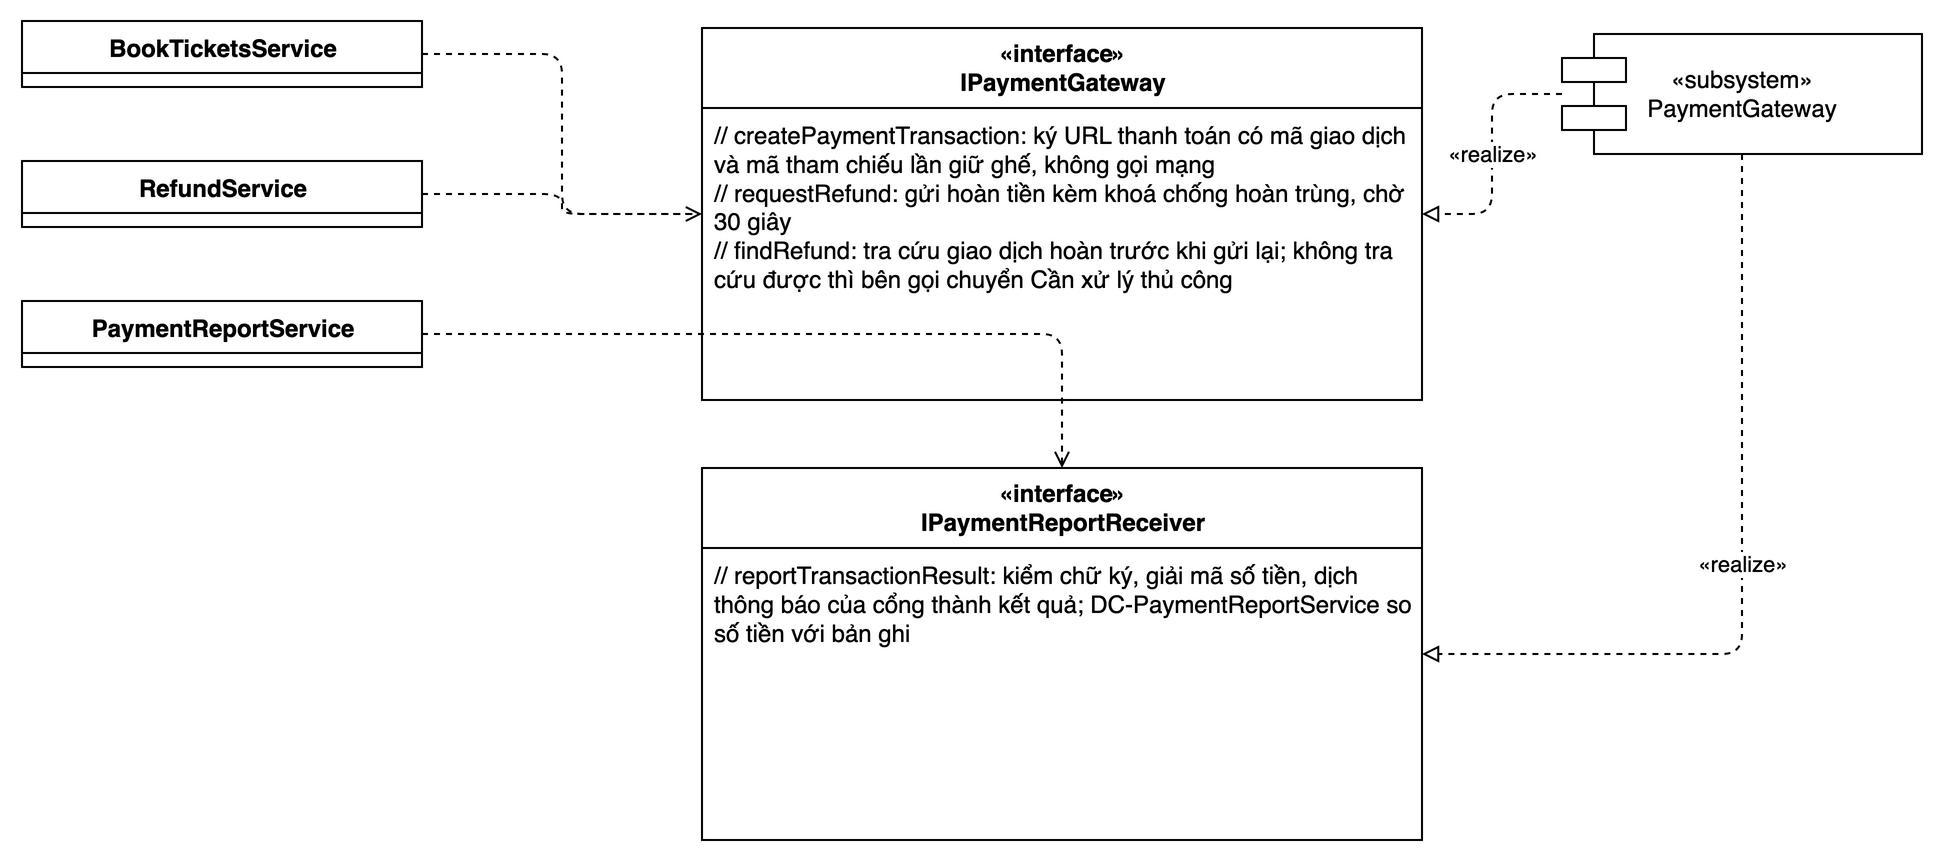 BookTicketsService
RefundService
PaymentReportService
«interface»
IPaymentGateway
// createPaymentTransaction: ký URL thanh toán có mã giao dịch
và mã tham chiếu lần giữ ghế, không gọi mạng
// requestRefund: gửi hoàn tiền kèm khoá chống hoàn trùng, chờ
30 giây
// findRefund: tra cứu giao dịch hoàn trước khi gửi lại; không tra
cứu được thì bên gọi chuyển Cần xử lý thủ công
«realize»
«subsystem»
PaymentGateway
«interface»
IPaymentReportReceiver
// reportTransactionResult: kiểm chữ ký, giải mã số tiền, dịch
thông báo của cổng thành kết quả; DC-PaymentReportService so
số tiền với bản ghi
«realize»